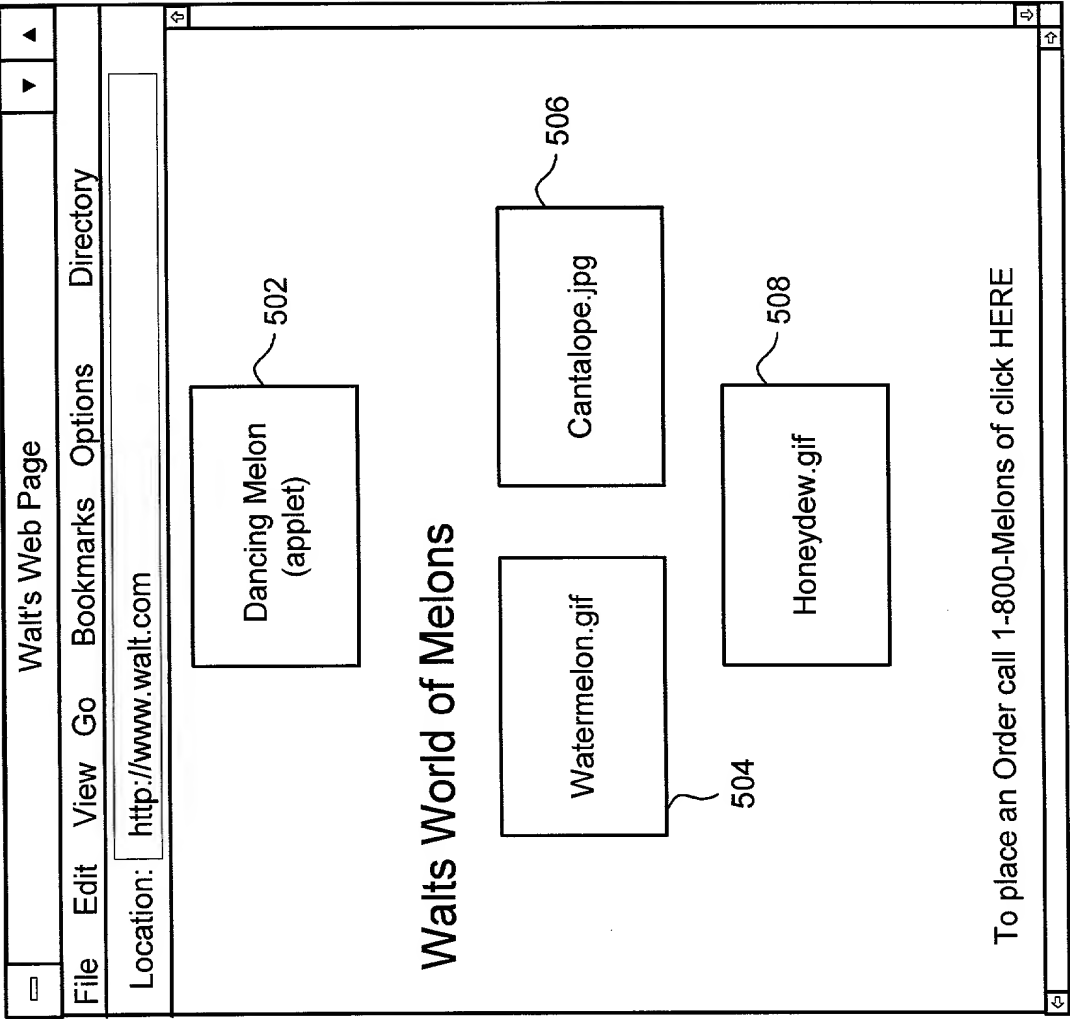 Walt's Web Page
File Edit View Go Bookmarks Options Directory
Location: http://www.walt.com
Dancing Melon
(applet)
502
Walts World of Melons
Watermelon.gif
504
Cantalope.jpg
506
Honeydew.gif
508
To place an Order call 1-800-Melons of click HERE